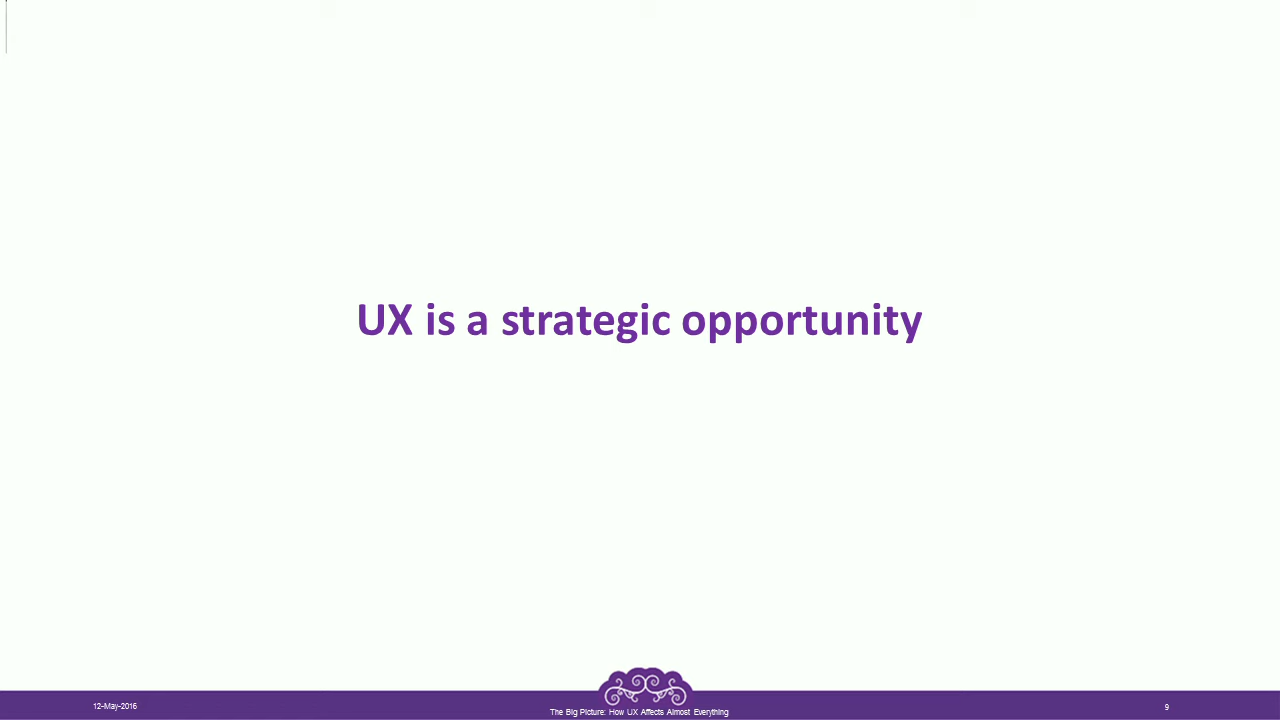 UX is a strategic opportunity
12-May-2016
The Big Picture: How UX Affects Almost Everything
9